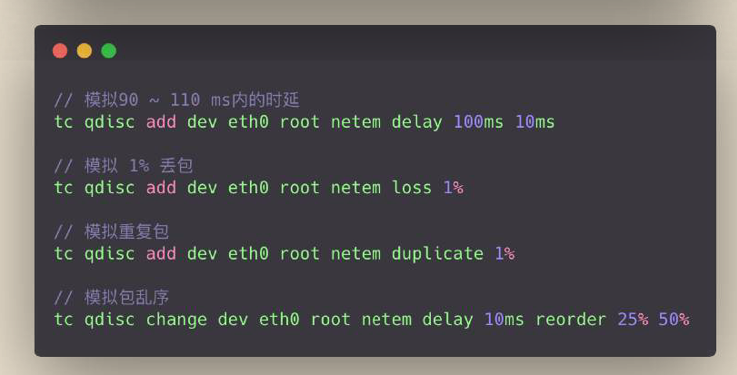 // 模拟90 ~ 110 ms内的时延
tc qdisc add dev eth0 root netem delay 100ms 10ms
// 模拟 1% 丢包
tc qdisc add dev eth0 root netem loss 1%
// 模拟重复包
tc qdisc add dev eth0 root netem duplicate 1%
// 模拟包乱序
tc qdisc change dev eth0 root netem delay 10ms reorder 25% 50%